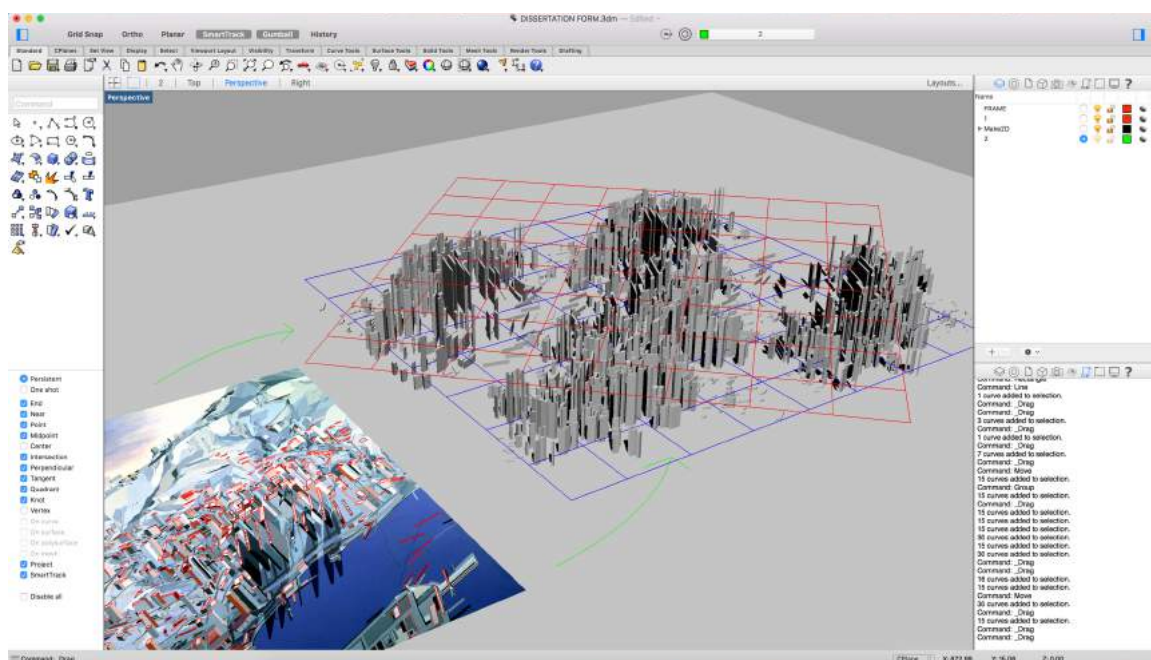 DISSERTATION FORM.3dm — Edited
Grid Snap Ortho Planar SmartTrack Gumball History
2
Standard CPlanes Set View Display Select Viewport Layout Visibility Transform Curve Tools Surface Tools Solid Tools Mesh Tools Render Tools Drafting
2 Top Perspective Right Layouts...
Command
Perspective
Name
FRAME
1
Make2D
2
Persistent
One shot
End
Near
Point
Midpoint
Center
Intersection
Perpendicular
Tangent
Quadrant
Knot
Vertex
On curve
On surface
On polysurface
On mesh
Project
SmartTrack
Disable all
Command: Rectangle
Command: Line
1 curve added to selection.
Command: _Drag
Command: _Drag
3 curves added to selection.
Command: _Drag
1 curve added to selection.
Command: _Drag
7 curves added to selection.
Command: _Drag
Command: Move
15 curves added to selection.
Command: Group
15 curves added to selection.
Command: _Drag
15 curves added to selection.
15 curves added to selection.
15 curves added to selection.
30 curves added to selection.
15 curves added to selection.
30 curves added to selection.
Command: _Drag
Command: _Drag
18 curves added to selection.
15 curves added to selection.
Command: Move
30 curves added to selection.
Command: _Drag
15 curves added to selection.
Command: _Drag
Command: _Drag
Command: _Drag
CPlane